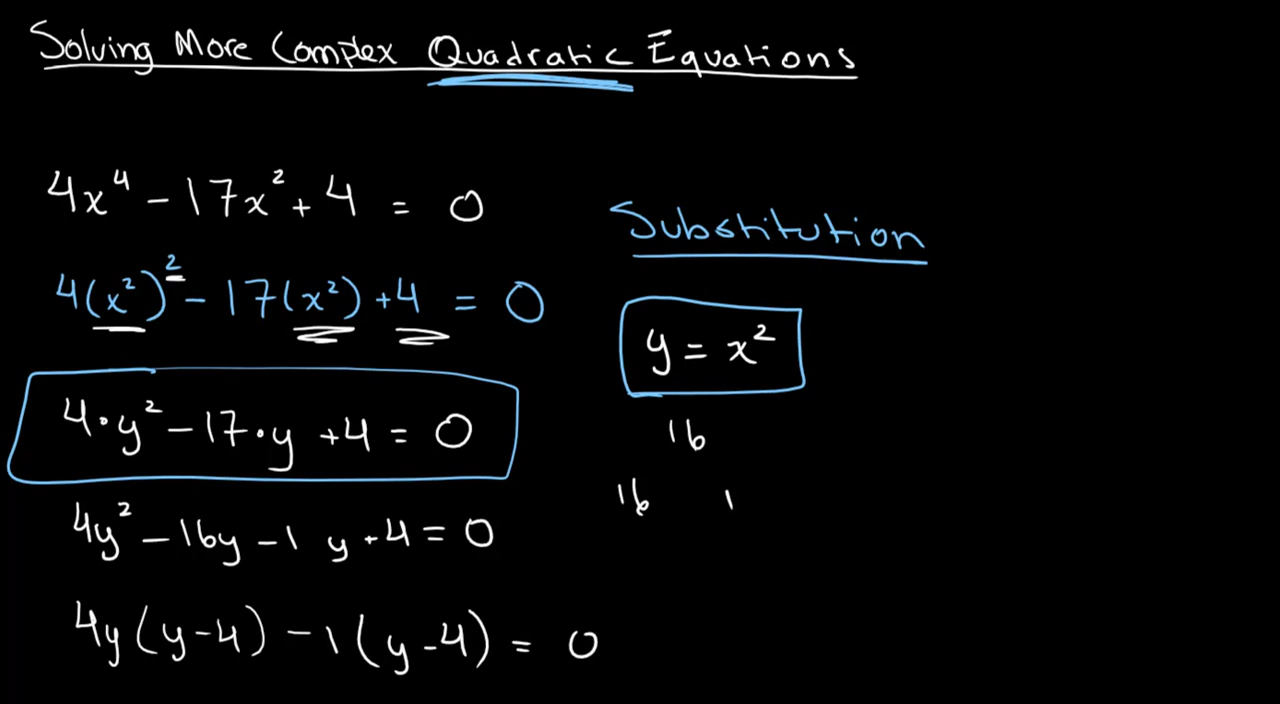 Solving More Complex Quadratic Equations
4x⁴ - 17x² + 4 = 0
Substitution
4(x²)² - 17(x²) + 4 = 0
y = x²
4·y² - 17·y + 4 = 0
16
16 1
4y² - 16y - 1 y + 4 = 0
4y(y-4) - 1(y-4) = 0